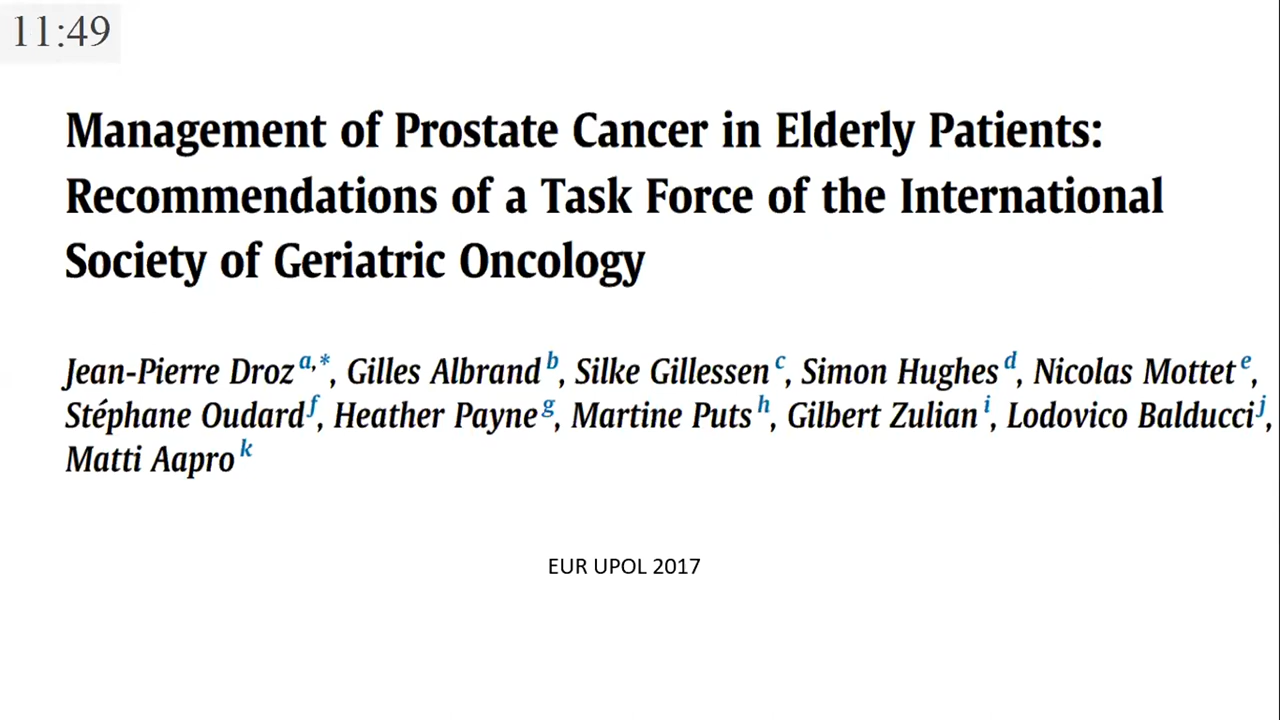 11:49
Management of Prostate Cancer in Elderly Patients:
Recommendations of a Task Force of the International
Society of Geriatric Oncology
Jean-Pierre Droz a,*, Gilles Albrand b, Silke Gillessen c, Simon Hughes d, Nicolas Mottet e,
Stéphane Oudard f, Heather Payne g, Martine Puts h, Gilbert Zulian i, Lodovico Balducci j,
Matti Aapro k
EUR UPOL 2017